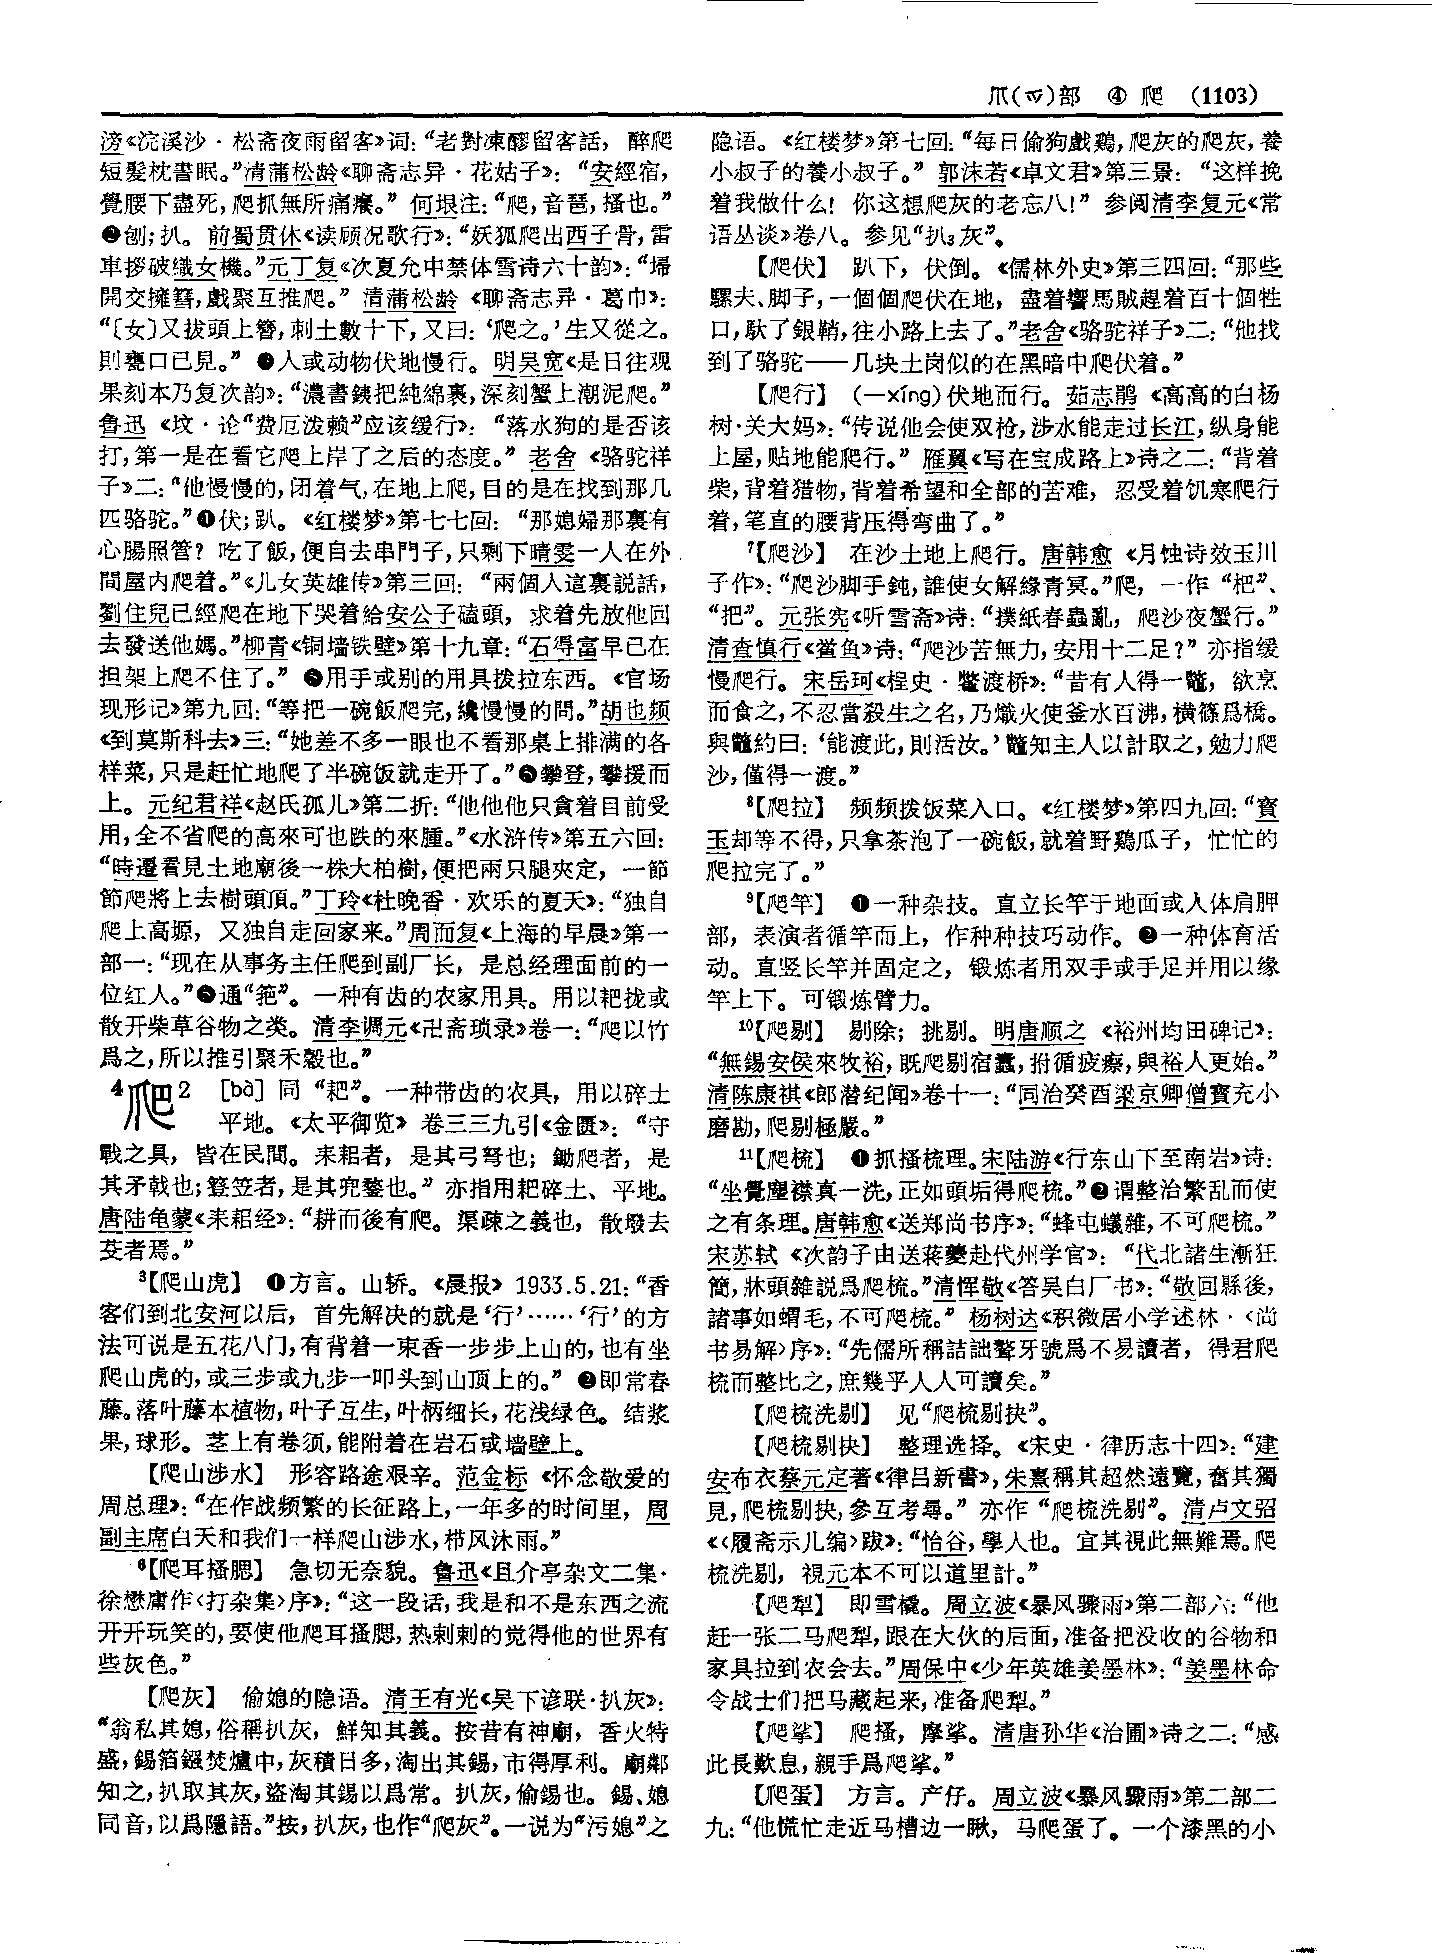 爪(爫)部 ④ 爬 (1103)
滂《浣溪沙·松斋夜雨留客》词：“老對凍醪留客話，醉爬
短髮枕書眠。”清蒲松龄《聊斋志异·花姑子》：“安經宿，
覺腰下盡死，爬抓無所痛癢。”何垠注：“爬，音琶，搔也。”
❷刨；扒。前蜀贯休《读顾况歌行》：“妖狐爬出西子骨，雷
車拶破織女機。”元丁复《次夏允中禁体雪诗六十韵》：“埽
開交擁篲，戲聚互推爬。”清蒲松龄《聊斋志异·葛巾》：
“〔女〕又拔頭上簪，刺土數十下，又曰：‘爬之。’生又從之。
則甕口已見。”❸人或动物伏地慢行。明吴宽《是日往观
果刻本乃复次韵》：“濃書銕把純綿裹，深刻蟹上潮泥爬。”
鲁迅《坟·论“费厄泼赖”应该缓行》：“落水狗的是否该
打，第一是在看它爬上岸了之后的态度。”老舍《骆驼祥
子》二：“他慢慢的，闭着气，在地上爬，目的是在找到那几
匹骆驼。”❹伏；趴。《红楼梦》第七七回：“那媳婦那裏有
心腸照管？吃了飯，便自去串門子，只剩下晴雯一人在外
間屋内爬着。”《儿女英雄传》第三回：“兩個人這裏説話，
劉住兒已經爬在地下哭着给安公子磕頭，求着先放他回
去發送他媽。”柳青《铜墙铁壁》第十九章：“石得富早已在
担架上爬不住了。”❺用手或别的用具拨拉东西。《官场
现形记》第九回：“等把一碗飯爬完，纔慢慢的問。”胡也频
《到莫斯科去》三：“她差不多一眼也不看那桌上排满的各
样菜，只是赶忙地爬了半碗饭就走开了。”❻攀登，攀援而
上。元纪君祥《赵氏孤儿》第二折：“他他他只貪着目前受
用，全不省爬的高來可也跌的來腫。”《水浒传》第五六回：
“時遷看見土地廟後一株大柏樹，便把兩只腿夾定，一節
節爬將上去樹頭頂。”丁玲《杜晚香·欢乐的夏天》：“独自
爬上高塬，又独自走回家来。”周而复《上海的早晨》第一
部一：“现在从事务主任爬到副厂长，是总经理面前的一
位红人。”❼通“筢”。一种有齿的农家用具。用以耙拢或
散开柴草谷物之类。清李调元《卍斋琐录》卷一：“爬以竹
爲之，所以推引聚禾穀也。”
⁴爬2 [bà] 同“耙”。一种带齿的农具，用以碎土
平地。《太平御览》卷三三九引《金匮》：“守
戰之具，皆在民間。耒耜者，是其弓弩也；鋤爬者，是
其矛戟也；簦笠者，是其兜鍪也。”亦指用耙碎土、平地。
唐陆龟蒙《耒耜经》：“耕而後有爬。渠疎之義也，散墢去
芟者焉。”
³【爬山虎】 ❶方言。山轿。《晨报》1933.5.21：“香
客们到北安河以后，首先解决的就是‘行’……‘行’的方
法可说是五花八门，有背着一束香一步步上山的，也有坐
爬山虎的，或三步或九步一叩头到山顶上的。”❷即常春
藤。落叶藤本植物，叶子互生，叶柄细长，花浅绿色。结浆
果，球形。茎上有卷须，能附着在岩石或墙壁上。
【爬山涉水】 形容路途艰辛。范金标《怀念敬爱的
周总理》：“在作战频繁的长征路上，一年多的时间里，周
副主席白天和我们一样爬山涉水，栉风沐雨。”
⁶【爬耳搔腮】 急切无奈貌。鲁迅《且介亭杂文二集·
徐懋庸作〈打杂集〉序》：“这一段话，我是和不是东西之流
开开玩笑的，要使他爬耳搔腮，热剌剌的觉得他的世界有
些灰色。”
【爬灰】 偷媳的隐语。清王有光《吴下谚联·扒灰》：
“翁私其媳，俗稱扒灰，鮮知其義。按昔有神廟，香火特
盛，錫箔鏹焚爐中，灰積日多，淘出其錫，市得厚利。廟鄰
知之，扒取其灰，盜淘其錫以爲常。扒灰，偷錫也。錫、媳
同音，以爲隱語。”按，扒灰，也作“爬灰”。一说为“污媳”之
隐语。《红楼梦》第七回：“每日偷狗戲鷄，爬灰的爬灰，養
小叔子的養小叔子。”郭沫若《卓文君》第三景：“这样挽
着我做什么！你这想爬灰的老忘八！”参阅清李复元《常
语丛谈》卷八。参见“扒₃灰”。
【爬伏】 趴下，伏倒。《儒林外史》第三四回：“那些
騾夫、脚子，一個個爬伏在地，盡着響馬賊趕着百十個牲
口，馱了銀鞘，往小路上去了。”老舍《骆驼祥子》二：“他找
到了骆驼——几块土岗似的在黑暗中爬伏着。”
【爬行】 (—xíng)伏地而行。茹志鹃《高高的白杨
树·关大妈》：“传说他会使双枪，涉水能走过长江，纵身能
上屋，贴地能爬行。”雁翼《写在宝成路上》诗之二：“背着
柴，背着猎物，背着希望和全部的苦难，忍受着饥寒爬行
着，笔直的腰背压得弯曲了。”
⁷【爬沙】 在沙土地上爬行。唐韩愈《月蚀诗效玉川
子作》：“爬沙脚手鈍，誰使女解緣青冥。”爬，一作“杷”、
“把”。元张宪《听雪斋》诗：“撲紙春蟲亂，爬沙夜蟹行。”
清查慎行《鲎鱼》诗：“爬沙苦無力，安用十二足？”亦指缓
慢爬行。宋岳珂《桯史·鳖渡桥》：“昔有人得一鼈，欲烹
而食之，不忍當殺生之名，乃熾火使釜水百沸，横篠爲橋。
與鼈約曰：‘能渡此，則活汝。’鼈知主人以計取之，勉力爬
沙，僅得一渡。”
⁸【爬拉】 频频拨饭菜入口。《红楼梦》第四九回：“寳
玉却等不得，只拿茶泡了一碗飯，就着野鷄瓜子，忙忙的
爬拉完了。”
⁹【爬竿】 ❶一种杂技。直立长竿于地面或人体肩胛
部，表演者循竿而上，作种种技巧动作。❷一种体育活
动。直竖长竿并固定之，锻炼者用双手或手足并用以缘
竿上下。可锻炼臂力。
¹⁰【爬剔】 剔除；挑剔。明唐顺之《裕州均田碑记》：
“無錫安侯來牧裕，既爬剔宿蠹，拊循疲瘵，與裕人更始。”
清陈康祺《郎潜纪闻》卷十一：“同治癸酉梁京卿僧寳充小
磨勘，爬剔極嚴。”
¹¹【爬梳】 ❶抓搔梳理。宋陆游《行东山下至南岩》诗：
“坐覺塵襟真一洗，正如頭垢得爬梳。”❷谓整治繁乱而使
之有条理。唐韩愈《送郑尚书序》：“蜂屯蟻雜，不可爬梳。”
宋苏轼《次韵子由送蒋夔赴代州学官》：“代北諸生漸狂
簡，牀頭雜説爲爬梳。”清恽敬《答吴白厂书》：“敬回縣後，
諸事如蝟毛，不可爬梳。”杨树达《积微居小学述林·〈尚
书易解〉序》：“先儒所稱詰詘聱牙號爲不易讀者，得君爬
梳而整比之，庶幾乎人人可讀矣。”
【爬梳洗剔】 见“爬梳剔抉”。
【爬梳剔抉】 整理选择。《宋史·律历志十四》：“建
安布衣蔡元定著《律吕新書》，朱熹稱其超然遠覽，奮其獨
見，爬梳剔抉，參互考尋。”亦作“爬梳洗剔”。清卢文弨
《〈履斋示儿编〉跋》：“怡谷，學人也。宜其視此無難焉。爬
梳洗剔，視元本不可以道里計。”
【爬犁】 即雪橇。周立波《暴风骤雨》第二部六：“他
赶一张二马爬犁，跟在大伙的后面，准备把没收的谷物和
家具拉到农会去。”周保中《少年英雄姜墨林》：“姜墨林命
令战士们把马藏起来，准备爬犁。”
【爬挲】 爬搔，摩挲。清唐孙华《治圃》诗之二：“感
此長歎息，親手爲爬挲。”
【爬蛋】 方言。产仔。周立波《暴风骤雨》第二部二
九：“他慌忙走近马槽边一瞅，马爬蛋了。一个漆黑的小